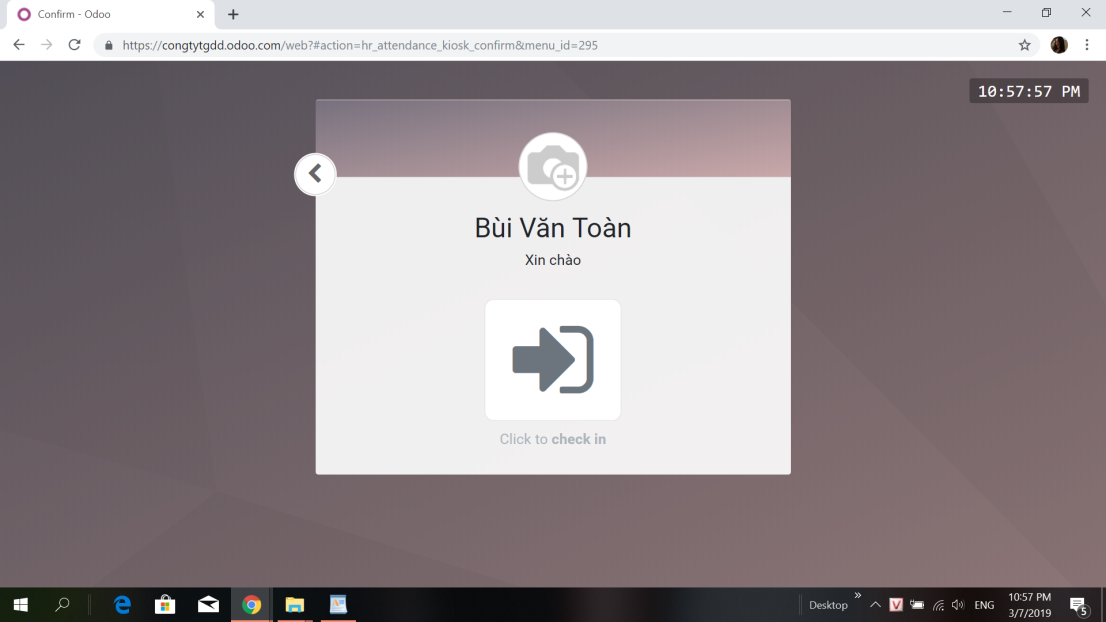 Confirm - Odoo
https://congtytgdd.odoo.com/web?#action=hr_attendance_kiosk_confirm&menu_id=295
10:57:57 PM
Bùi Văn Toàn
Xin chào
Click to check in
Desktop
V
ENG
10:57 PM
3/7/2019
5